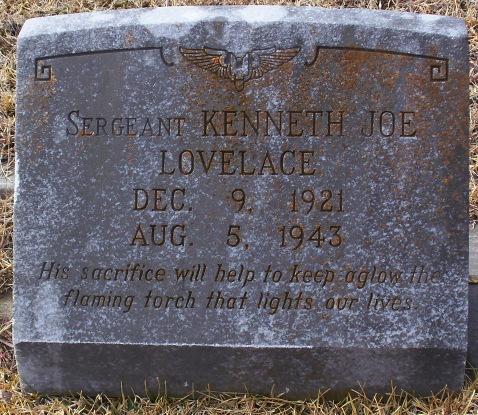 Sergeant KENNETH JOE
LOVELACE
DEC. 9, 1921
AUG. 5, 1943
His sacrifice will help to keep aglow the
flaming torch that lights our lives.